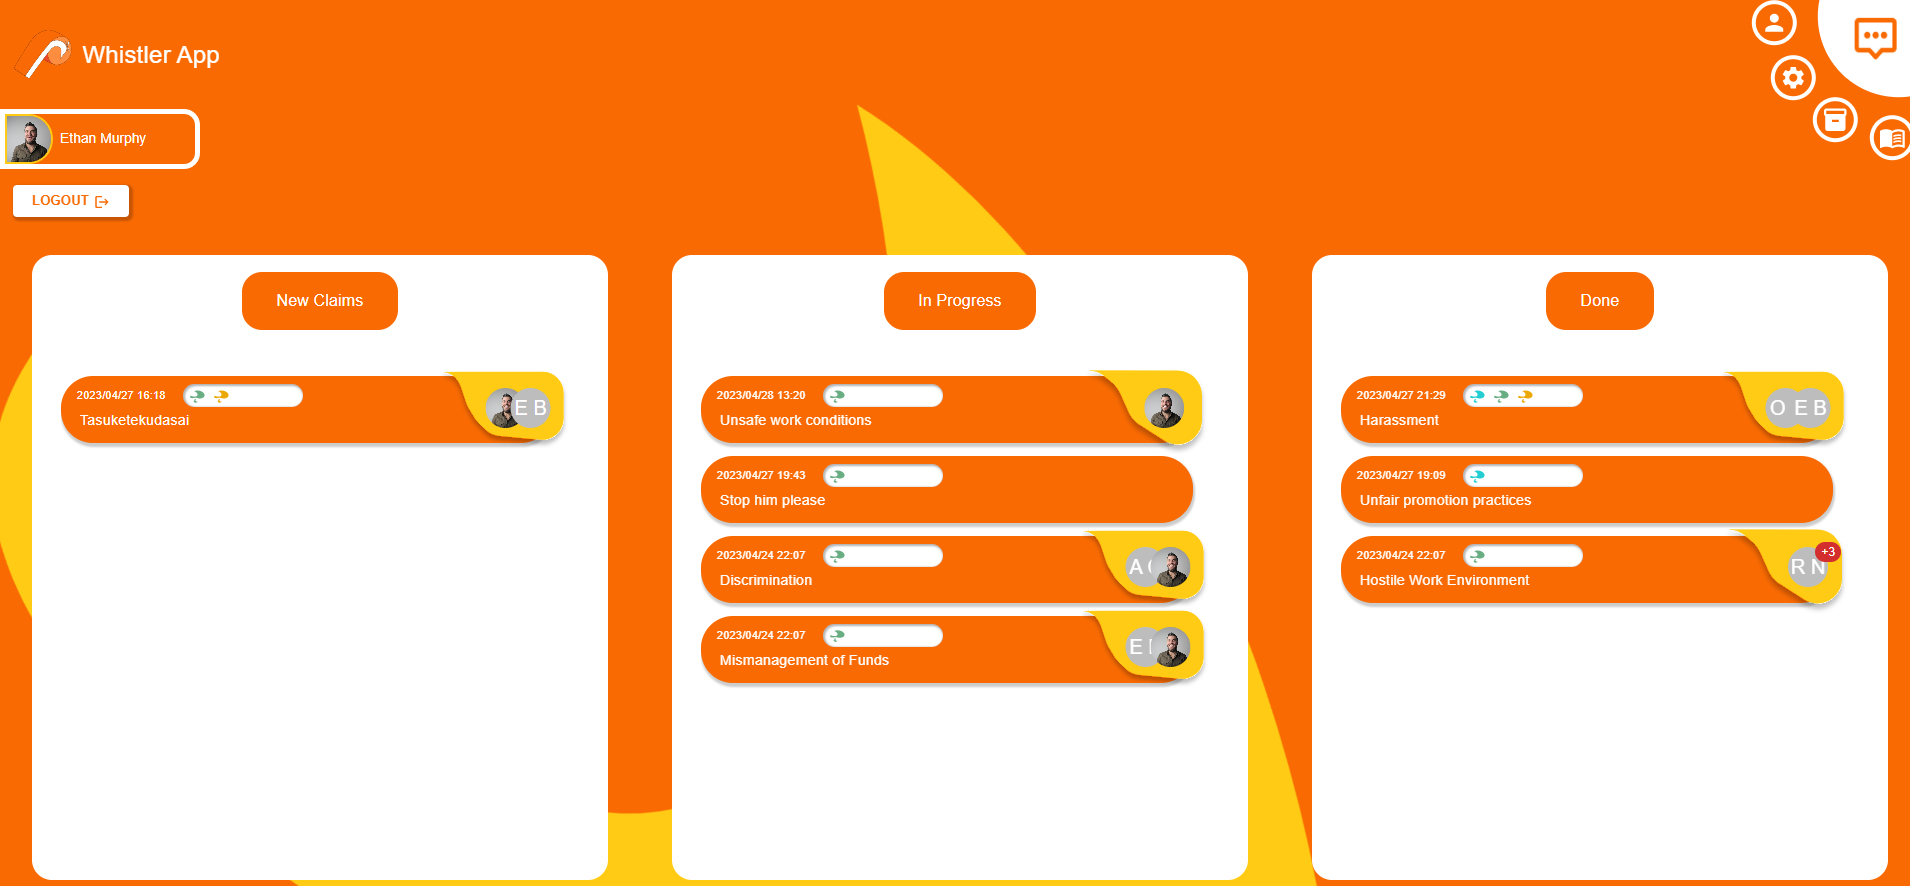 Whistler App
Ethan Murphy
LOGOUT
New Claims
2023/04/27 16:18
Tasuketekudasai
E B
In Progress
2023/04/28 13:20
Unsafe work conditions
2023/04/27 19:43
Stop him please
2023/04/24 22:07
Discrimination
A
2023/04/24 22:07
Mismanagement of Funds
E
Done
2023/04/27 21:29
Harassment
O E B
2023/04/27 19:09
Unfair promotion practices
2023/04/24 22:07
Hostile Work Environment
R N
+3